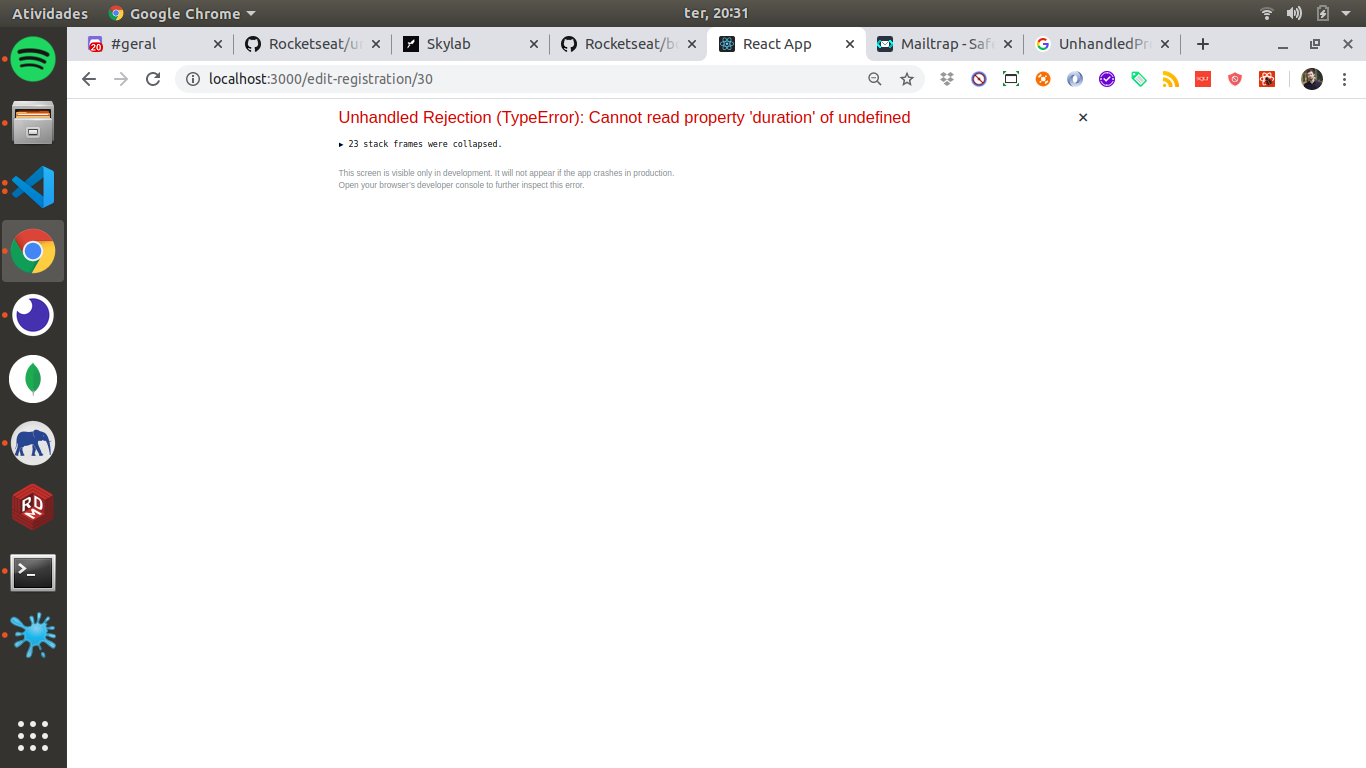 Atividades Google Chrome ter, 20:31
#geral Rocketseat/u Skylab Rocketseat/b React App Mailtrap - Saf UnhandledPr
localhost:3000/edit-registration/30
Unhandled Rejection (TypeError): Cannot read property 'duration' of undefined
▶ 23 stack frames were collapsed.
This screen is visible only in development. It will not appear if the app crashes in production.
Open your browser's developer console to further inspect this error.
20
RDM